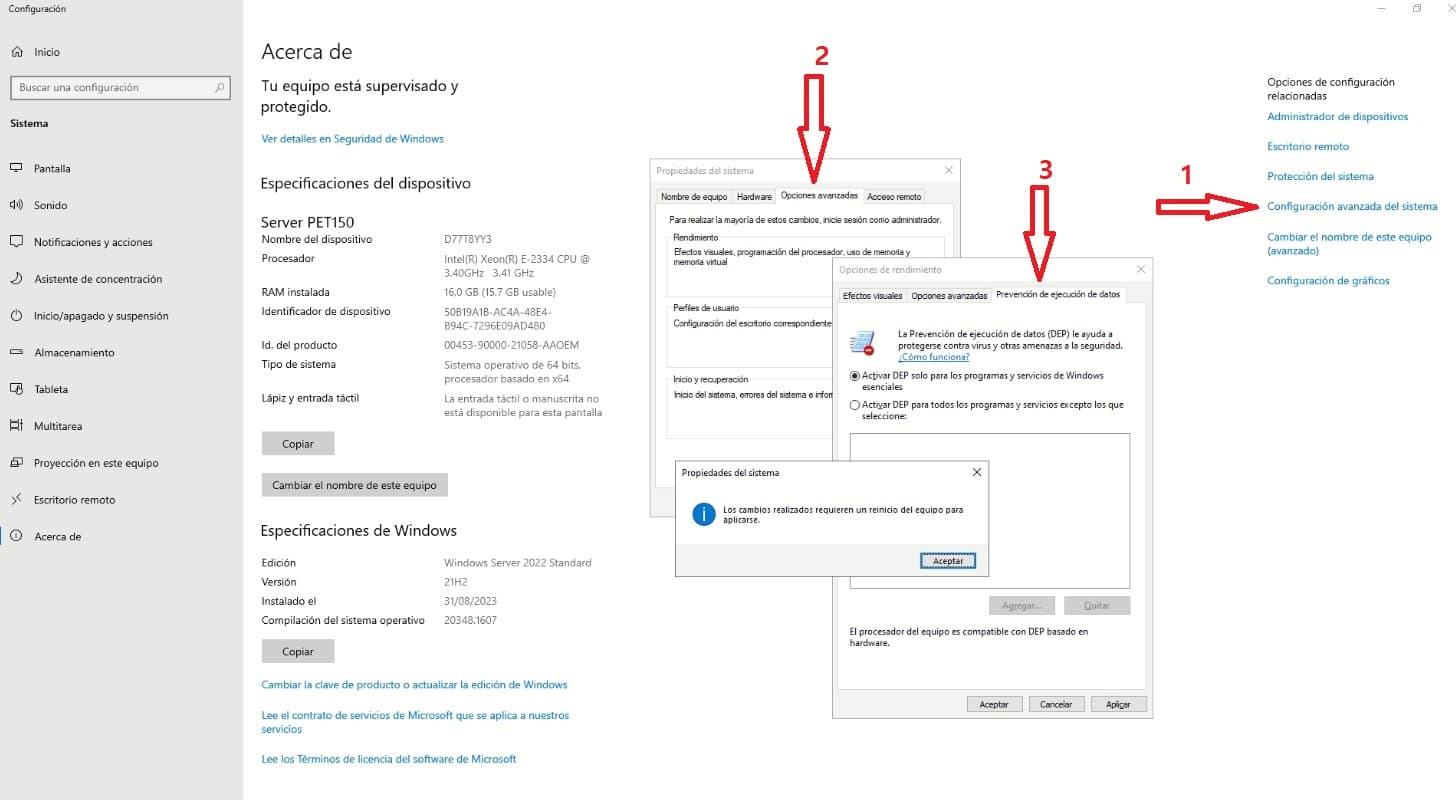 Configuración
Inicio
Buscar una configuración
Sistema
Pantalla
Sonido
Notificaciones y acciones
Asistente de concentración
Inicio/apagado y suspensión
Almacenamiento
Tableta
Multitarea
Proyección en este equipo
Escritorio remoto
Acerca de
Acerca de
Tu equipo está supervisado y
protegido.
Ver detalles en Seguridad de Windows
Especificaciones del dispositivo
Server PET150
Nombre del dispositivo D77T8YY3
Procesador Intel(R) Xeon(R) E-2334 CPU @
3.40GHz 3.41 GHz
RAM instalada 16,0 GB (15.7 GB usable)
Identificador de dispositivo 50B19A1B-AC4A-48E4-
B94C-7296E09AD480
Id. del producto 00453-90000-21058-AAOEM
Tipo de sistema Sistema operativo de 64 bits,
procesador basado en x64
Lápiz y entrada táctil La entrada táctil o manuscrita no
está disponible para esta pantalla
Copiar
Cambiar el nombre de este equipo
Especificaciones de Windows
Edición Windows Server 2022 Standard
Versión 21H2
Instalado el 31/08/2023
Compilación del sistema operativo 20348.1607
Copiar
Cambiar la clave de producto o actualizar la edición de Windows
Lee el contrato de servicios de Microsoft que se aplica a nuestros
servicios
Lee los Términos de licencia del software de Microsoft
2
Propiedades del sistema
Nombre de equipo Hardware Opciones avanzadas Acceso remoto
Para realizar la mayoría de estos cambios, inicie sesión como administrador.
Rendimiento
Efectos visuales, programación del procesador, uso de memoria y
memoria virtual
Perfiles de usuario
Configuración del escritorio correspondiente
Inicio y recuperación
Inicio del sistema, errores del sistema e infor
3
Opciones de rendimiento
Efectos visuales Opciones avanzadas Prevención de ejecución de datos
La Prevención de ejecución de datos (DEP) le ayuda a
protegerse contra virus y otras amenazas a la seguridad.
¿Cómo funciona?
Activar DEP solo para los programas y servicios de Windows
esenciales
Activar DEP para todos los programas y servicios excepto los que
seleccione:
Propiedades del sistema
Los cambios realizados requieren un reinicio del equipo para
aplicarse.
Aceptar
Agregar... Quitar
El procesador del equipo es compatible con DEP basado en
hardware.
Aceptar Cancelar Aplicar
1
Opciones de configuración
relacionadas
Administrador de dispositivos
Escritorio remoto
Protección del sistema
Configuración avanzada del sistema
Cambiar el nombre de este equipo
(avanzado)
Configuración de gráficos